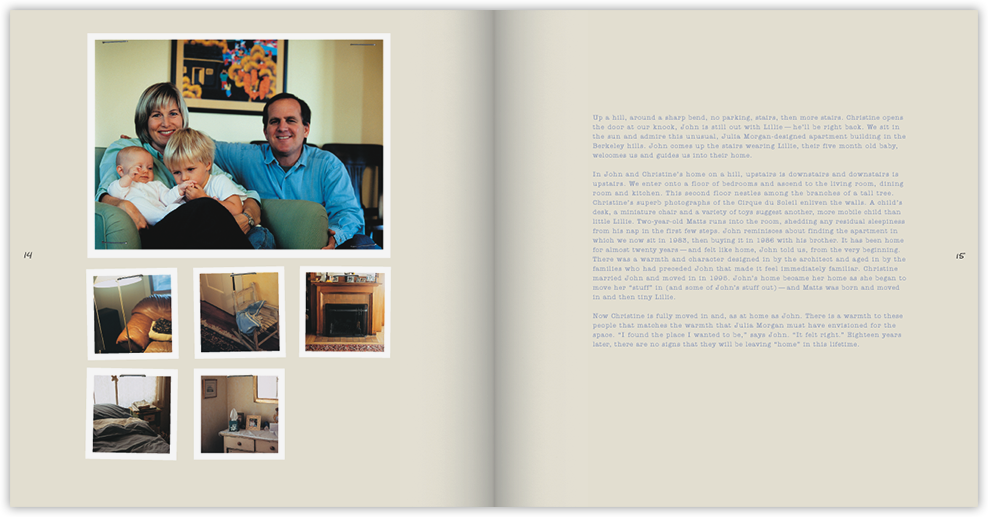 14
Up a hill, around a sharp bend, no parking, stairs, then more stairs. Christine opens
the door at our knock, John is still out with Lillie—he'll be right back. We sit in
the sun and admire this unusual, Julia Morgan-designed apartment building in the
Berkeley hills. John comes up the stairs wearing Lillie, their five month old baby,
welcomes us and guides us into their home.
In John and Christine's home on a hill, upstairs is downstairs and downstairs is
upstairs. We enter onto a floor of bedrooms and ascend to the living room, dining
room and kitchen. This second floor nestles among the branches of a tall tree.
Christine's superb photographs of the Cirque du Soleil enliven the walls. A child's
desk, a miniature chair and a variety of toys suggest another, more mobile child than
little Lillie. Two-year-old Matts runs into the room, shedding any residual sleepiness
from his nap in the first few steps. John reminisces about finding the apartment in
which we now sit in 1983, then buying it in 1986 with his brother. It has been home
for almost twenty years—and felt like home, John told us, from the very beginning.
There was a warmth and character designed in by the architect and aged in by the
families who had preceded John that made it feel immediately familiar. Christine
married John and moved in in 1995. John's home became her home as she began to
move her "stuff" in (and some of John's stuff out)—and Matts was born and moved
in and then tiny Lillie.
Now Christine is fully moved in and, as at home as John. There is a warmth to these
people that matches the warmth that Julia Morgan must have envisioned for the
space. "I found the place I wanted to be," says John. "It felt right." Eighteen years
later, there are no signs that they will be leaving "home" in this lifetime.
15